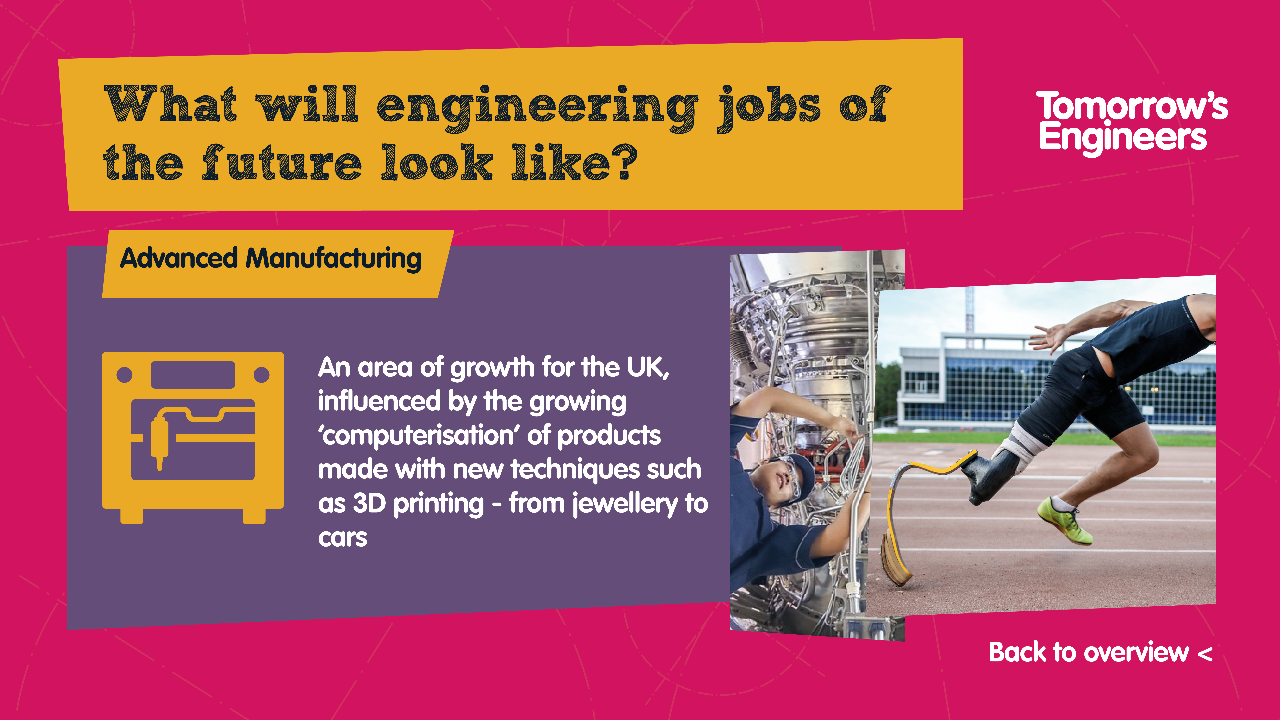 What will engineering jobs of
the future look like?
Tomorrow's
Engineers
Advanced Manufacturing
An area of growth for the UK,
influenced by the growing
‘computerisation’ of products
made with new techniques such
as 3D printing - from jewellery to
cars
Back to overview <